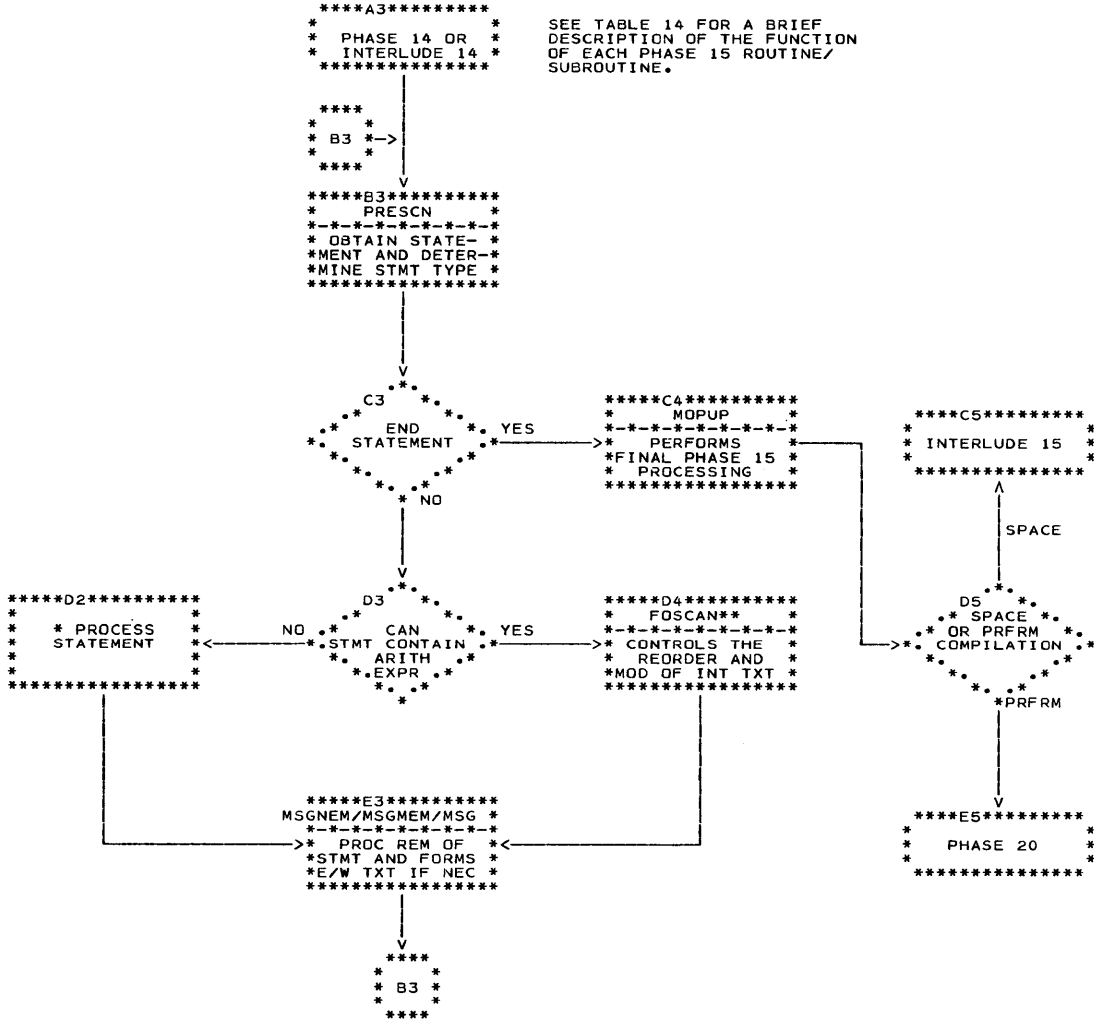 A3
PHASE 14 OR
INTERLUDE 14
SEE TABLE 14 FOR A BRIEF
DESCRIPTION OF THE FUNCTION
OF EACH PHASE 15 ROUTINE/
SUBROUTINE.
B3
B3
PRESCN
OBTAIN STATE-
MENT AND DETER-
MINE STMT TYPE
C3
END
STATEMENT
YES
NO
C4
MOPUP
PERFORMS
FINAL PHASE 15
PROCESSING
C5
INTERLUDE 15
SPACE
D2
* PROCESS
STATEMENT
NO
D3
CAN
STMT CONTAIN
ARITH
EXPR
YES
D4
FOSCAN**
CONTROLS THE
REORDER AND
MOD OF INT TXT
D5
SPACE
OR PRFRM
COMPILATION
PRFRM
E3
MSGNEM/MSGMEM/MSG
PROC REM OF
STMT AND FORMS
E/W TXT IF NEC
E5
PHASE 20
B3